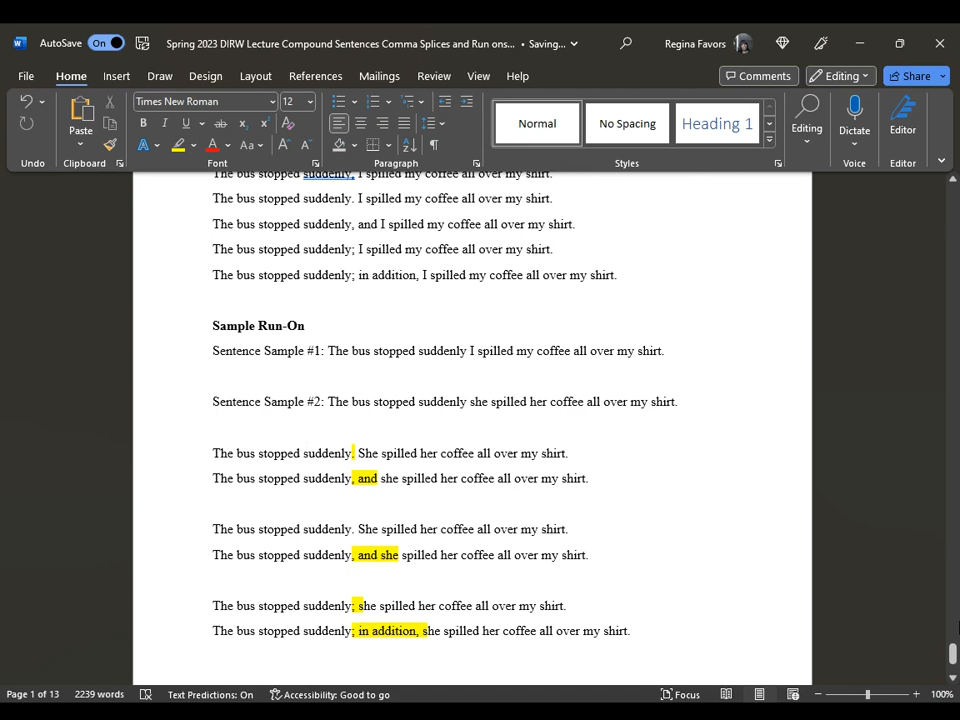 AutoSave On Spring 2023 DIRW Lecture Compound Sentences Comma Splices and Run ons... • Saving... Regina Favors
File Home Insert Draw Design Layout References Mailings Review View Help Comments Editing Share
Times New Roman 12
Paste
B I U ab x₂ x²
A A Aa A A
Normal No Spacing Heading 1
Editing Dictate Editor
Undo Clipboard Font Paragraph Styles Voice Editor
The bus stopped suddenly, I spilled my coffee all over my shirt.
The bus stopped suddenly. I spilled my coffee all over my shirt.
The bus stopped suddenly, and I spilled my coffee all over my shirt.
The bus stopped suddenly; I spilled my coffee all over my shirt.
The bus stopped suddenly; in addition, I spilled my coffee all over my shirt.
Sample Run-On
Sentence Sample #1: The bus stopped suddenly I spilled my coffee all over my shirt.
Sentence Sample #2: The bus stopped suddenly she spilled her coffee all over my shirt.
The bus stopped suddenly. She spilled her coffee all over my shirt.
The bus stopped suddenly, and she spilled her coffee all over my shirt.
The bus stopped suddenly. She spilled her coffee all over my shirt.
The bus stopped suddenly, and she spilled her coffee all over my shirt.
The bus stopped suddenly; she spilled her coffee all over my shirt.
The bus stopped suddenly; in addition, she spilled her coffee all over my shirt.
Page 1 of 13 2239 words Text Predictions: On Accessibility: Good to go Focus 100%